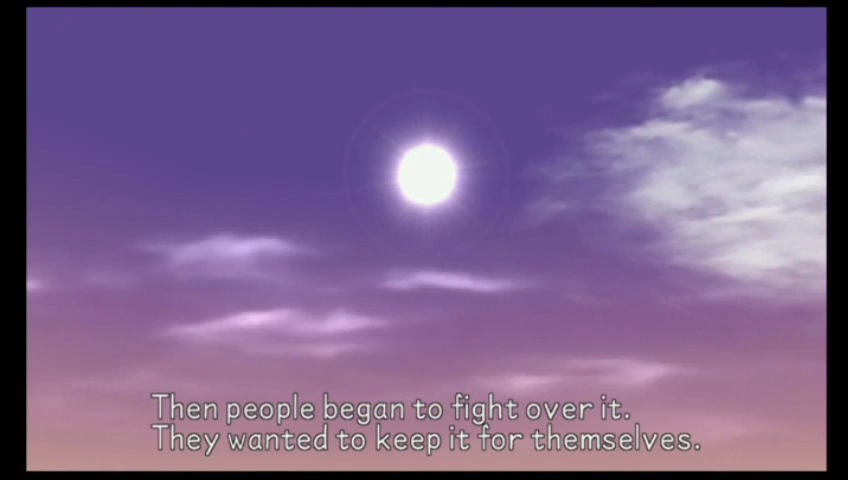 Then people began to fight over it.
They wanted to keep it for themselves.